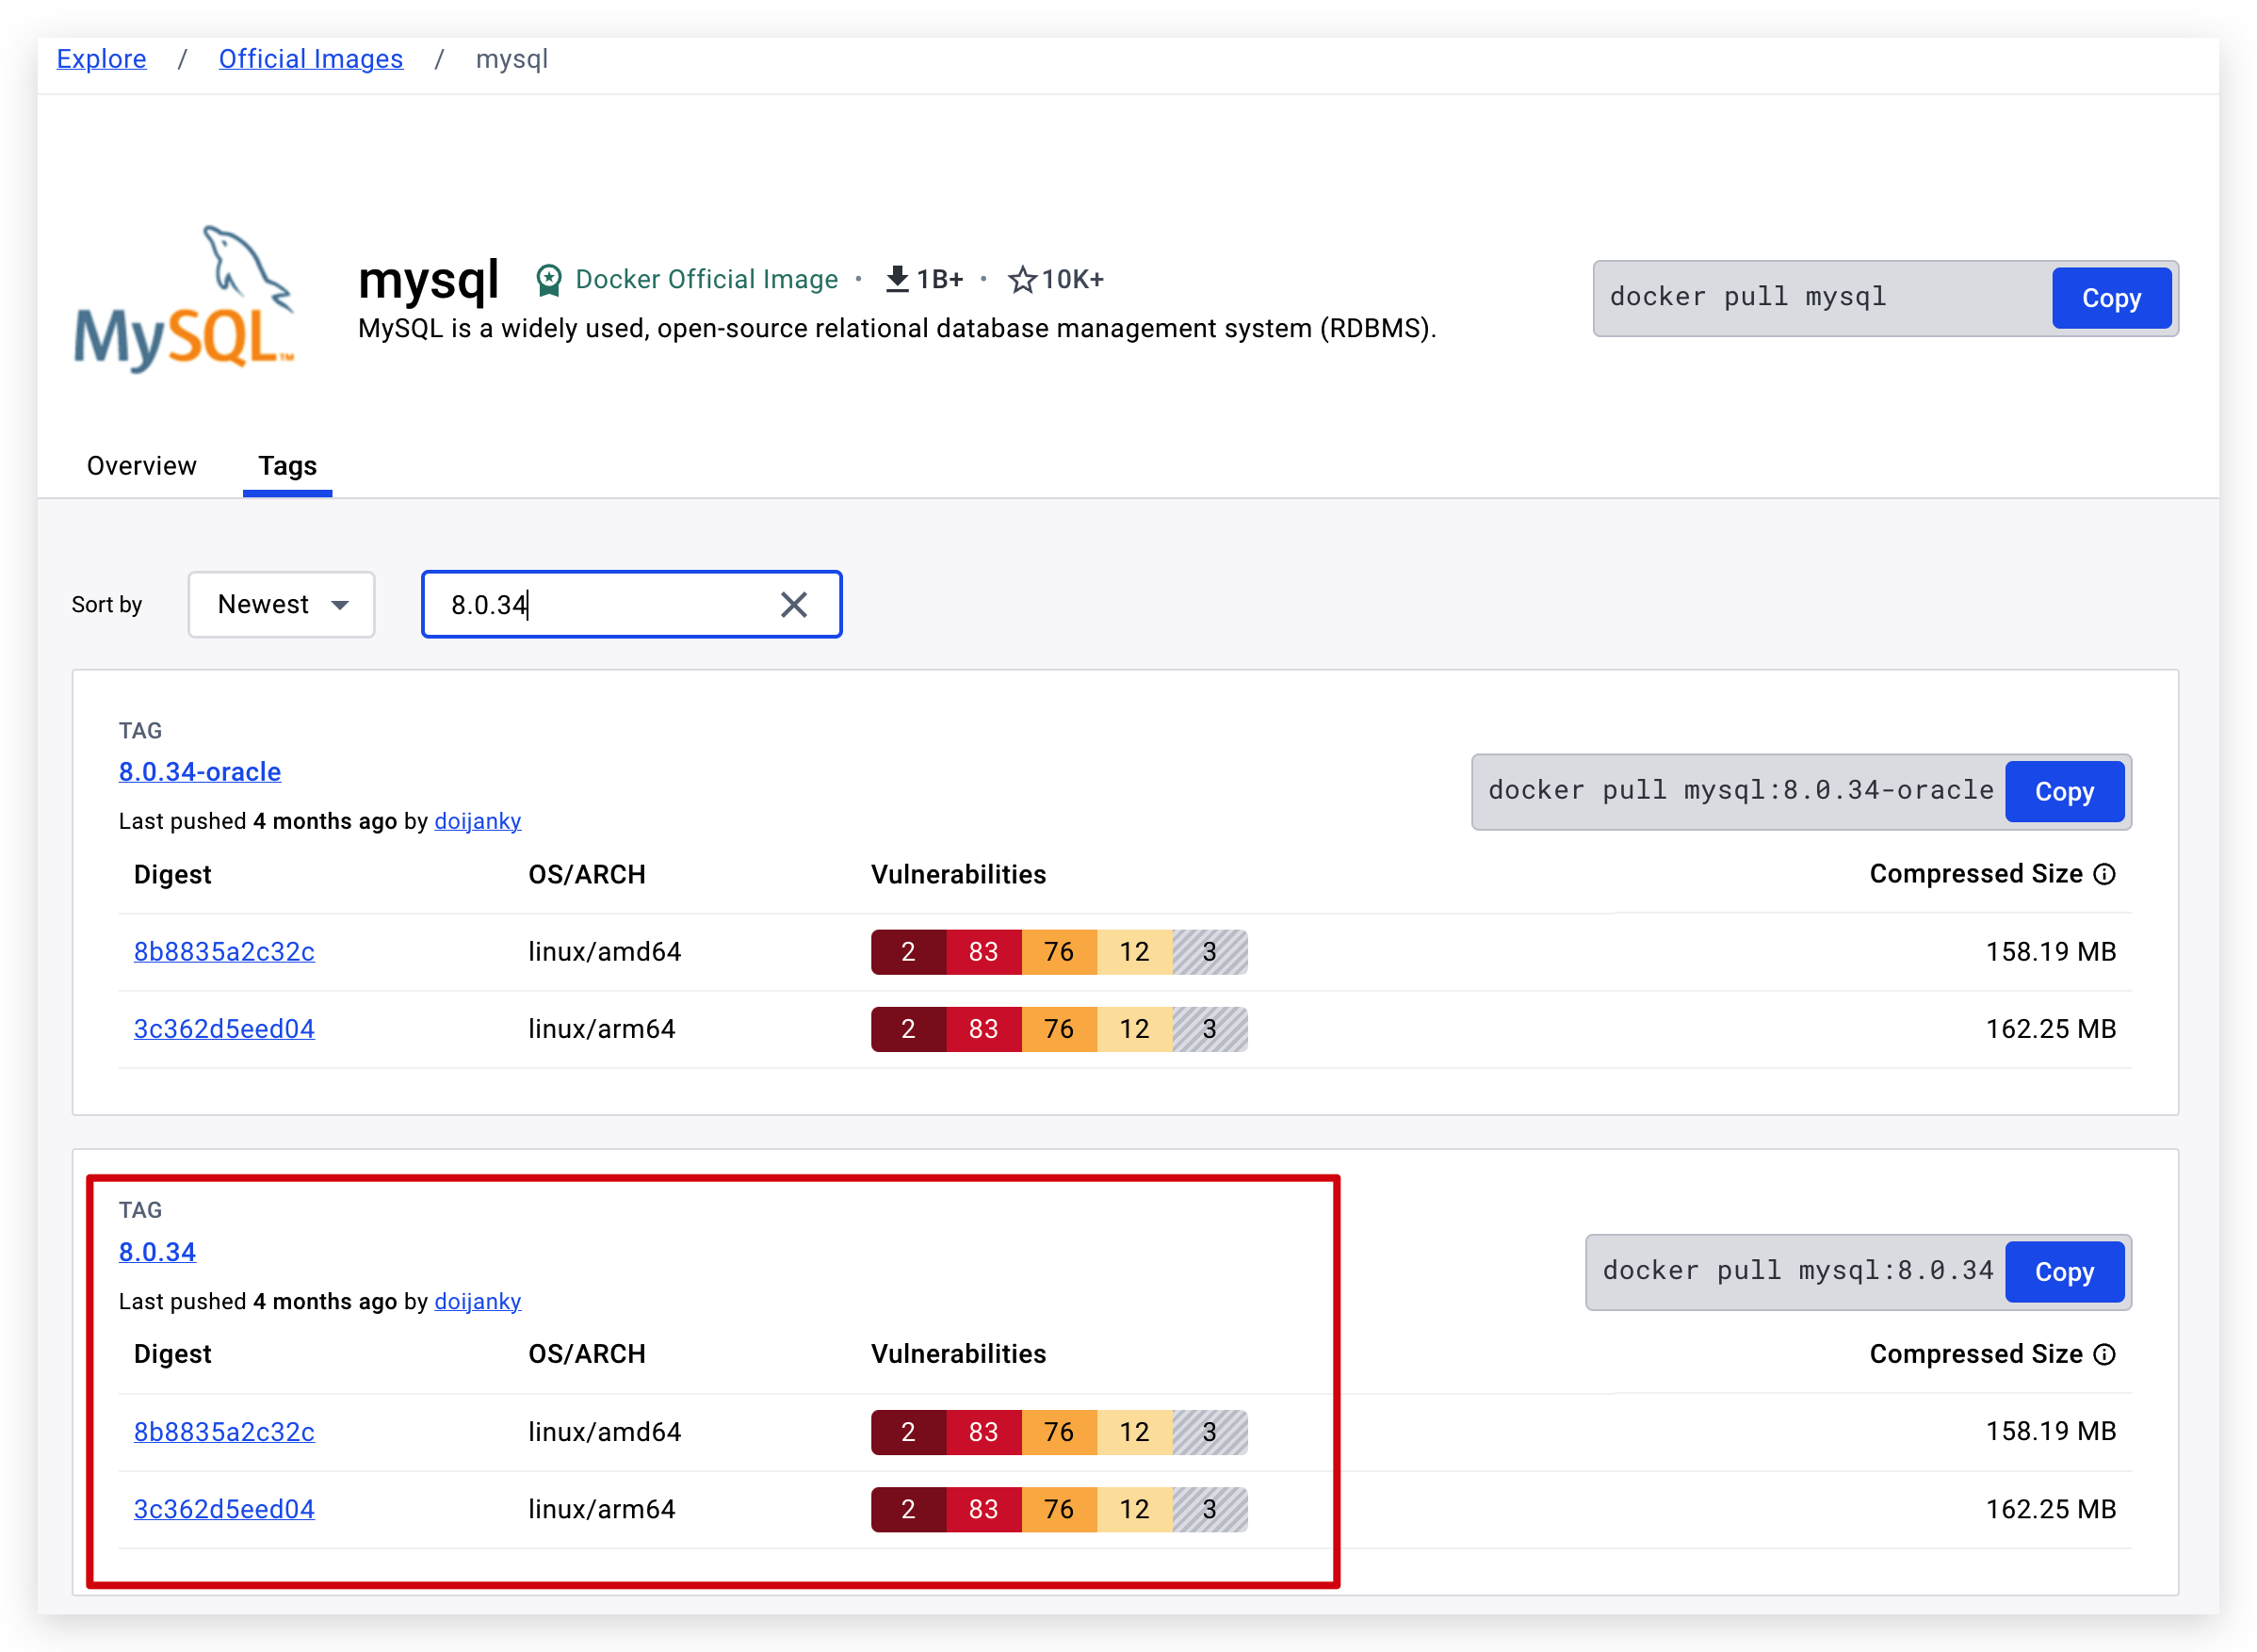 Explore / Official Images / mysql
MySQL™
mysql Docker Official Image · 1B+ · 10K+
MySQL is a widely used, open-source relational database management system (RDBMS).
docker pull mysql Copy
Overview Tags
Sort by Newest 8.0.34
TAG
8.0.34-oracle
Last pushed 4 months ago by doijanky
docker pull mysql:8.0.34-oracle Copy
Digest OS/ARCH Vulnerabilities Compressed Size
8b8835a2c32c linux/amd64 2 83 76 12 3 158.19 MB
3c362d5eed04 linux/arm64 2 83 76 12 3 162.25 MB
TAG
8.0.34
Last pushed 4 months ago by doijanky
docker pull mysql:8.0.34 Copy
Digest OS/ARCH Vulnerabilities Compressed Size
8b8835a2c32c linux/amd64 2 83 76 12 3 158.19 MB
3c362d5eed04 linux/arm64 2 83 76 12 3 162.25 MB